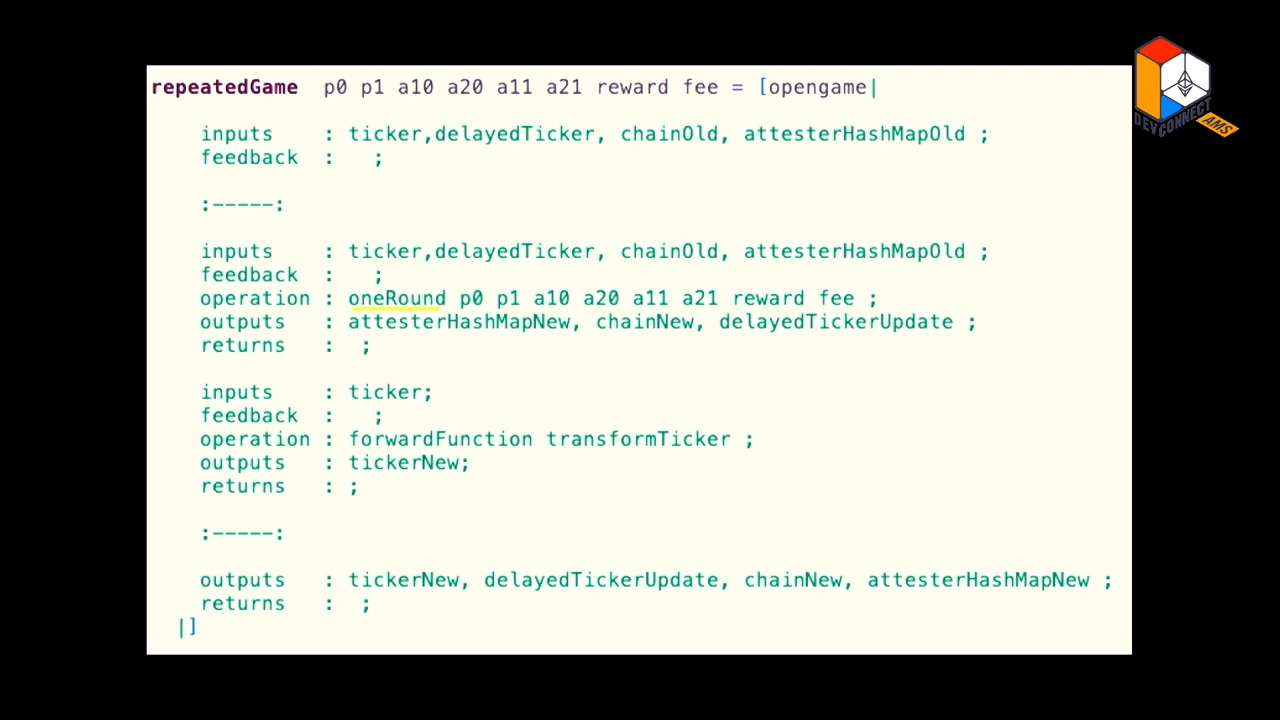 repeatedGame p0 p1 a10 a20 a11 a21 reward fee = [opengame|
inputs : ticker,delayedTicker, chainOld, attesterHashMapOld ;
feedback : ;
:-----:
inputs : ticker,delayedTicker, chainOld, attesterHashMapOld ;
feedback : ;
operation : oneRound p0 p1 a10 a20 a11 a21 reward fee ;
outputs : attesterHashMapNew, chainNew, delayedTickerUpdate ;
returns : ;
inputs : ticker;
feedback : ;
operation : forwardFunction transformTicker ;
outputs : tickerNew;
returns : ;
:-----:
outputs : tickerNew, delayedTickerUpdate, chainNew, attesterHashMapNew ;
returns : ;
|]
DEVCONNECT
AMS